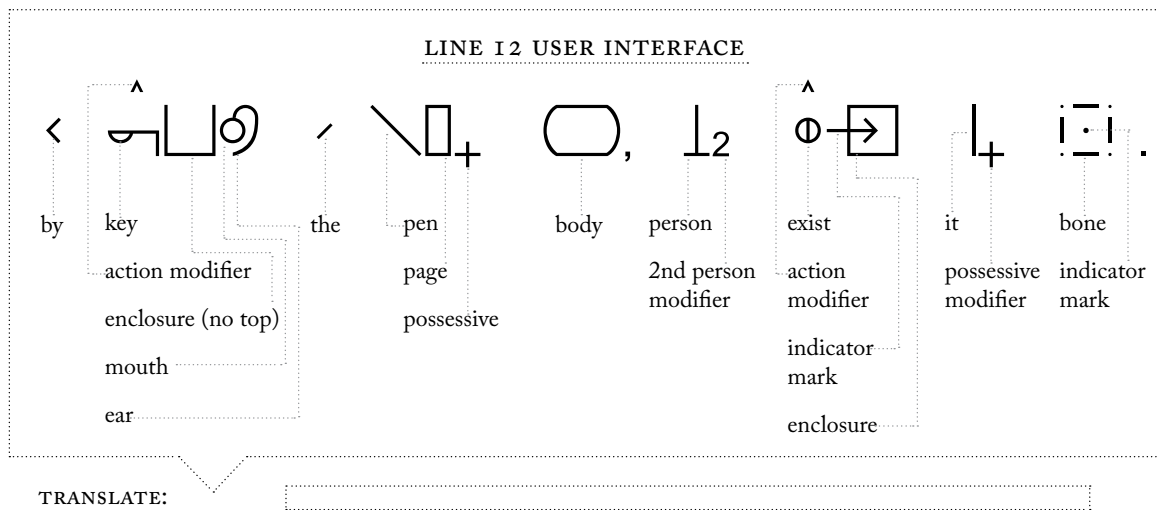 LINE 12 USER INTERFACE
, 2 .
by key the pen body person exist it bone
action modifier page 2nd person modifier action modifier possessive modifier indicator mark
enclosure (no top) possessive
mouth indicator mark
ear enclosure
TRANSLATE: